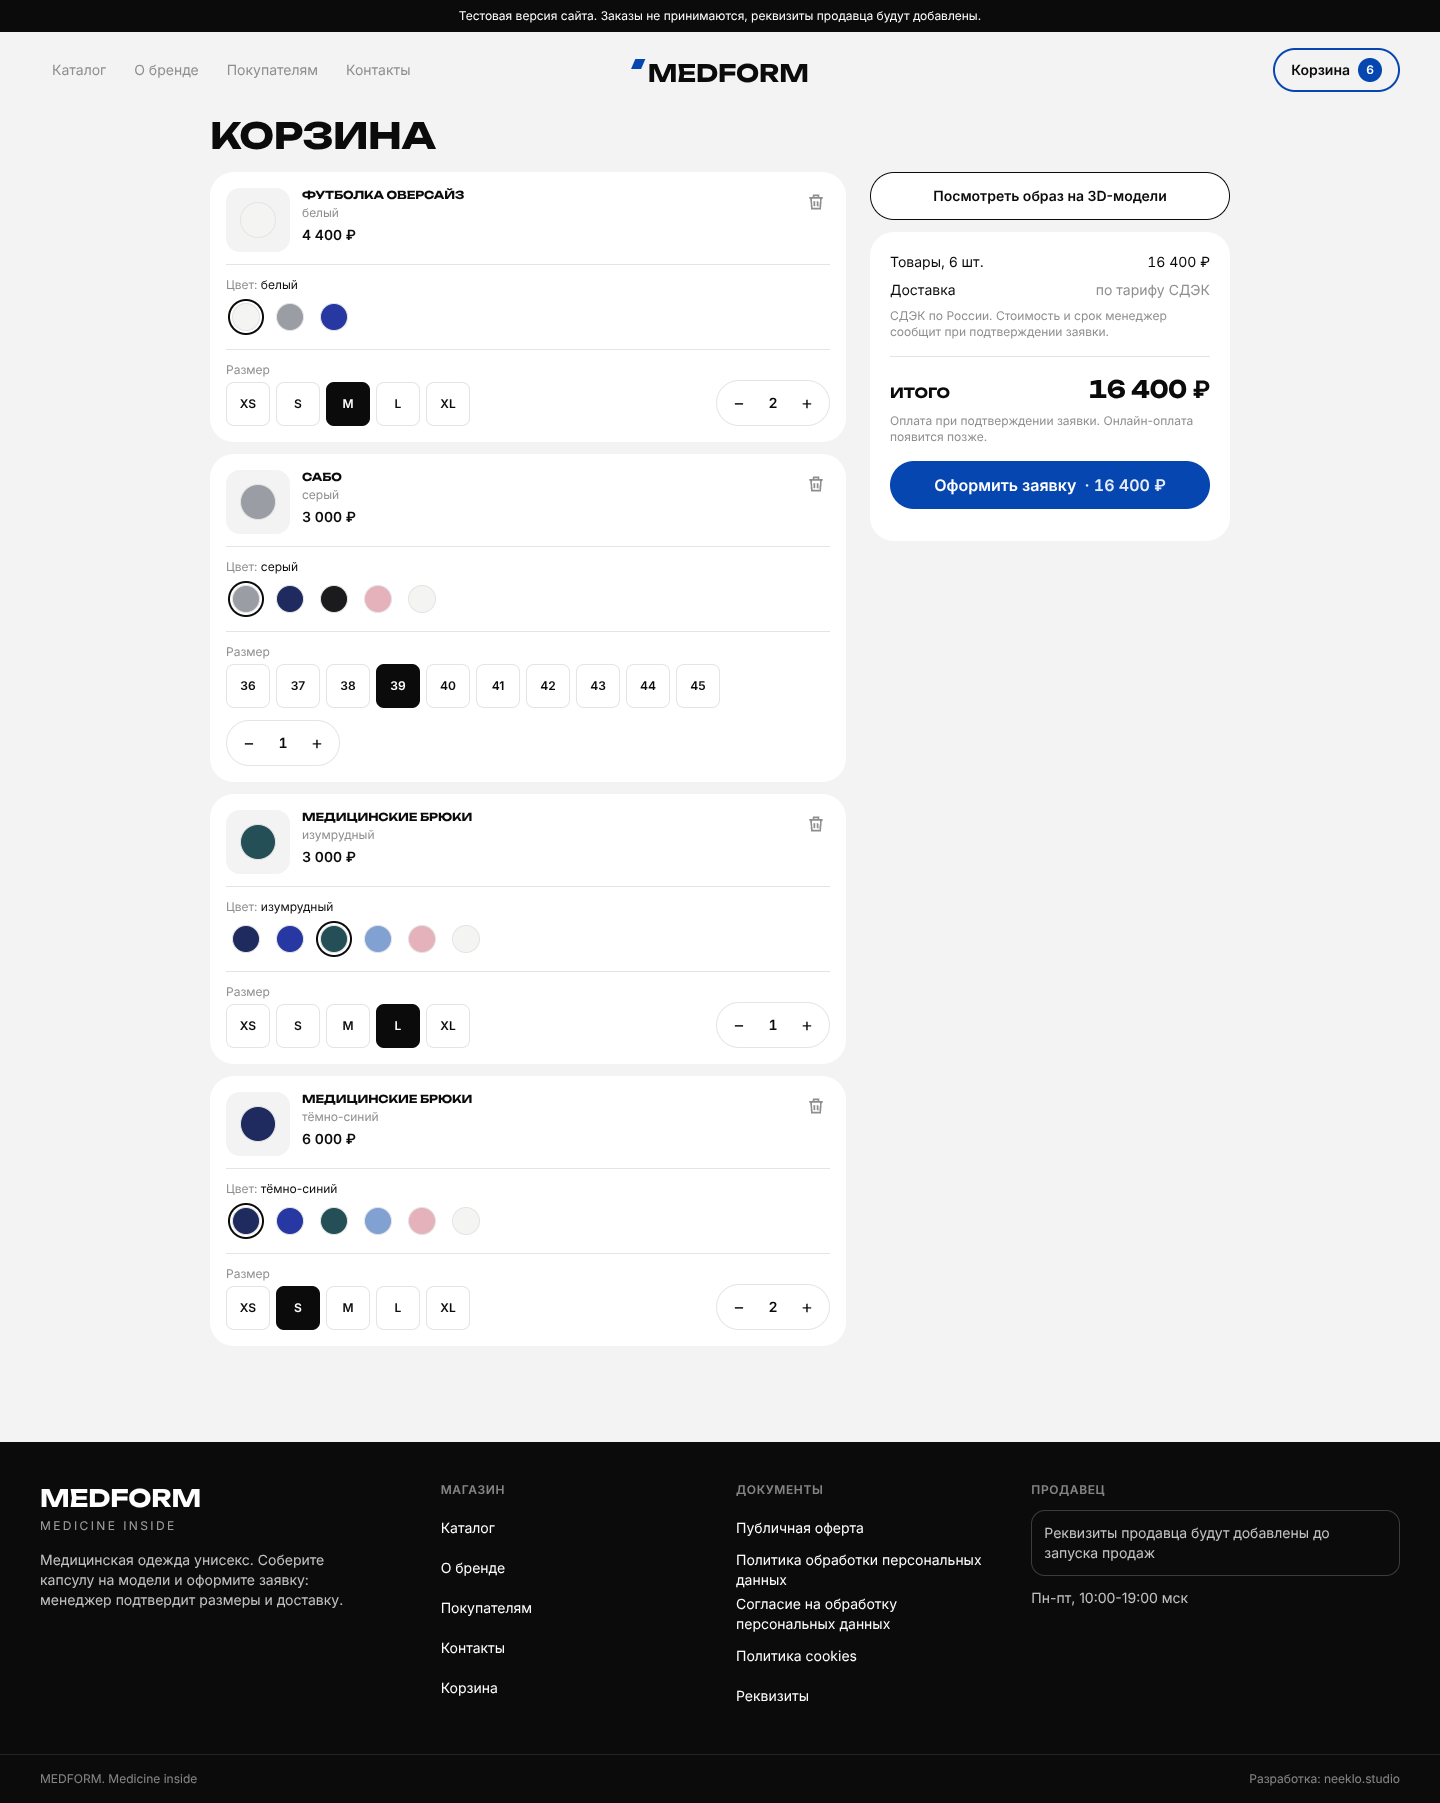 Тестовая версия сайта. Заказы не принимаются, реквизиты продавца будут добавлены.
Каталог О бренде Покупателям Контакты
MEDFORM
Корзина 6
КОРЗИНА
ФУТБОЛКА ОВЕРСАЙЗ
белый
4 400 ₽
Цвет: белый
Размер
XS S M L XL
− 2 +
САБО
серый
3 000 ₽
Цвет: серый
Размер
36 37 38 39 40 41 42 43 44 45
− 1 +
МЕДИЦИНСКИЕ БРЮКИ
изумрудный
3 000 ₽
Цвет: изумрудный
Размер
XS S M L XL
− 1 +
МЕДИЦИНСКИЕ БРЮКИ
тёмно-синий
6 000 ₽
Цвет: тёмно-синий
Размер
XS S M L XL
− 2 +
Посмотреть образ на 3D-модели
Товары, 6 шт. 16 400 ₽
Доставка по тарифу СДЭК
СДЭК по России. Стоимость и срок менеджер
сообщит при подтверждении заявки.
ИТОГО 16 400 ₽
Оплата при подтверждении заявки. Онлайн-оплата
появится позже.
Оформить заявку · 16 400 ₽
MEDFORM
MEDICINE INSIDE
Медицинская одежда унисекс. Соберите
капсулу на модели и оформите заявку:
менеджер подтвердит размеры и доставку.
МАГАЗИН
Каталог
О бренде
Покупателям
Контакты
Корзина
ДОКУМЕНТЫ
Публичная оферта
Политика обработки персональных
данных
Согласие на обработку
персональных данных
Политика cookies
Реквизиты
ПРОДАВЕЦ
Реквизиты продавца будут добавлены до
запуска продаж
Пн-пт, 10:00-19:00 мск
MEDFORM. Medicine inside
Разработка: neeklo.studio